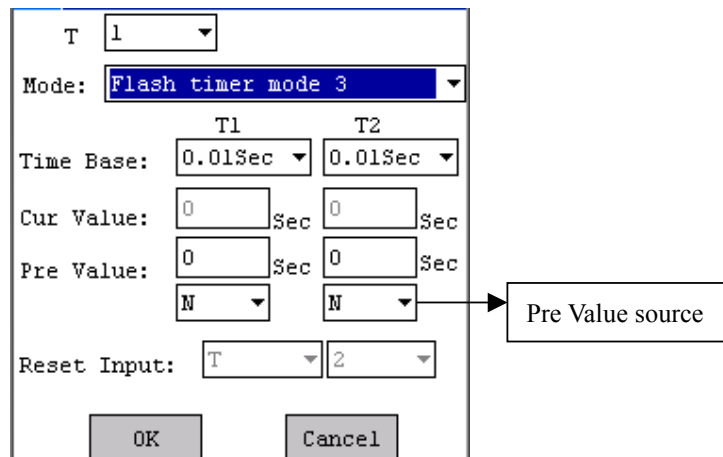 T 1
Mode: Flash timer mode 3
T1 T2
Time Base: 0.01Sec 0.01Sec
Cur Value: 0 Sec 0 Sec
Pre Value: 0 Sec 0 Sec
N N Pre Value source
Reset Input: T 2
OK Cancel